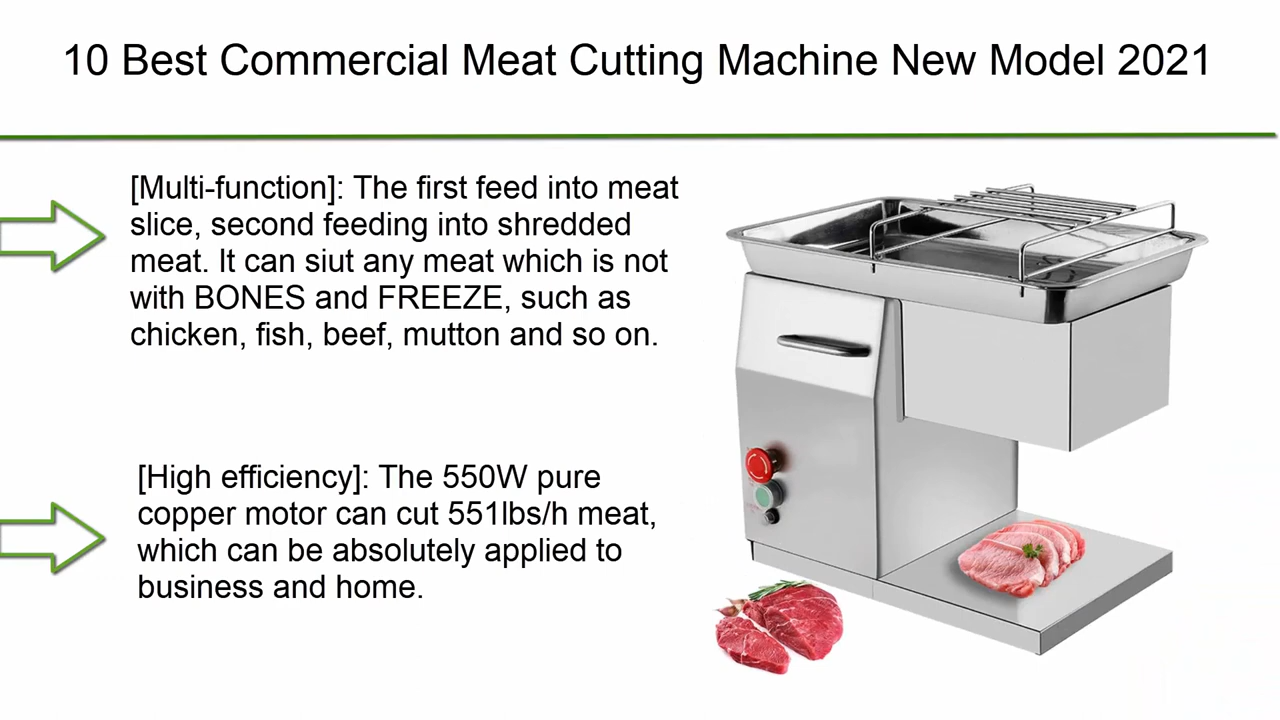 10 Best Commercial Meat Cutting Machine New Model 2021
[Multi-function]: The first feed into meat
slice, second feeding into shredded
meat. It can siut any meat which is not
with BONES and FREEZE, such as
chicken, fish, beef, mutton and so on.
[High efficiency]: The 550W pure
copper motor can cut 551lbs/h meat,
which can be absolutely applied to
business and home.